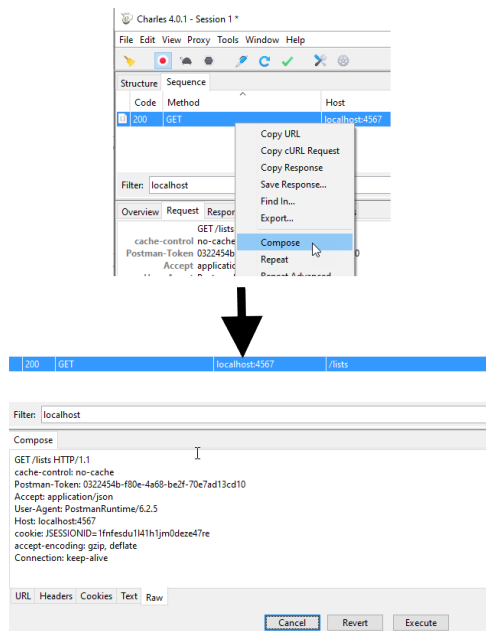 Charles 4.0.1 - Session 1 *
File Edit View Proxy Tools Window Help
Structure Sequence
Code Method Host
200 GET localhost:4567
Copy URL
Copy cURL Request
Copy Response
Save Response...
Find In...
Export...
Compose
Repeat
Repeat Advanced
Filter: localhost
Overview Request Respon
GET /lists
cache-control no-cache
Postman-Token 0322454b
Accept applicatio
200 GET localhost:4567 /lists
Filter: localhost
Compose
GET /lists HTTP/1.1
cache-control: no-cache
Postman-Token: 0322454b-f80e-4a68-be2f-70e7ad13cd10
Accept: application/json
User-Agent: PostmanRuntime/6.2.5
Host: localhost:4567
cookie: JSESSIONID=1fnfesdu1l41h1jm0deze47re
accept-encoding: gzip, deflate
Connection: keep-alive
URL Headers Cookies Text Raw
Cancel Revert Execute